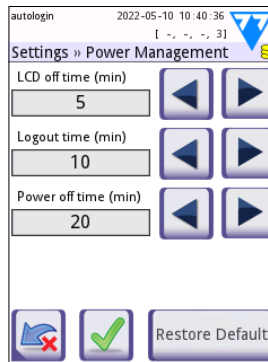 autologin 2022-05-10 10:40:36
[ -, -, -, 3]
Settings » Power Management
LCD off time (min)
5
Logout time (min)
10
Power off time (min)
20
Restore Default